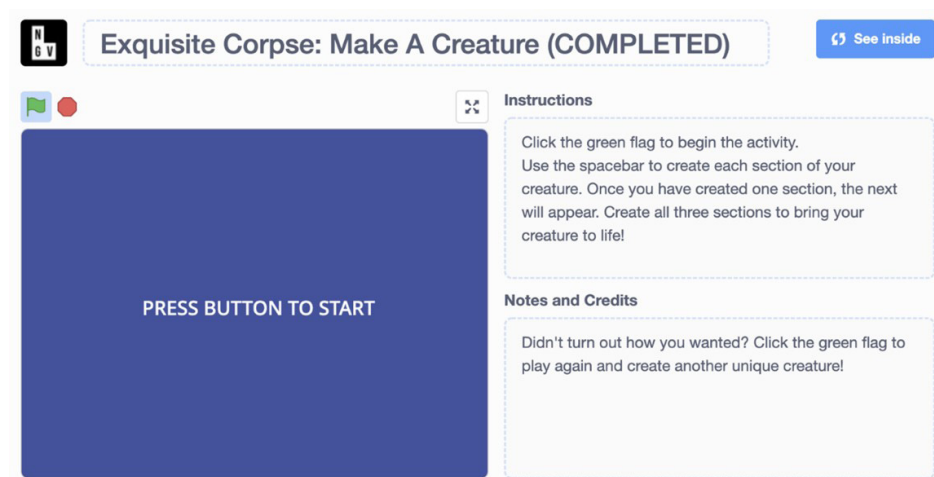 N
G V
Exquisite Corpse: Make A Creature (COMPLETED)
See inside
Instructions
Click the green flag to begin the activity.
Use the spacebar to create each section of your
creature. Once you have created one section, the next
will appear. Create all three sections to bring your
creature to life!
PRESS BUTTON TO START
Notes and Credits
Didn't turn out how you wanted? Click the green flag to
play again and create another unique creature!